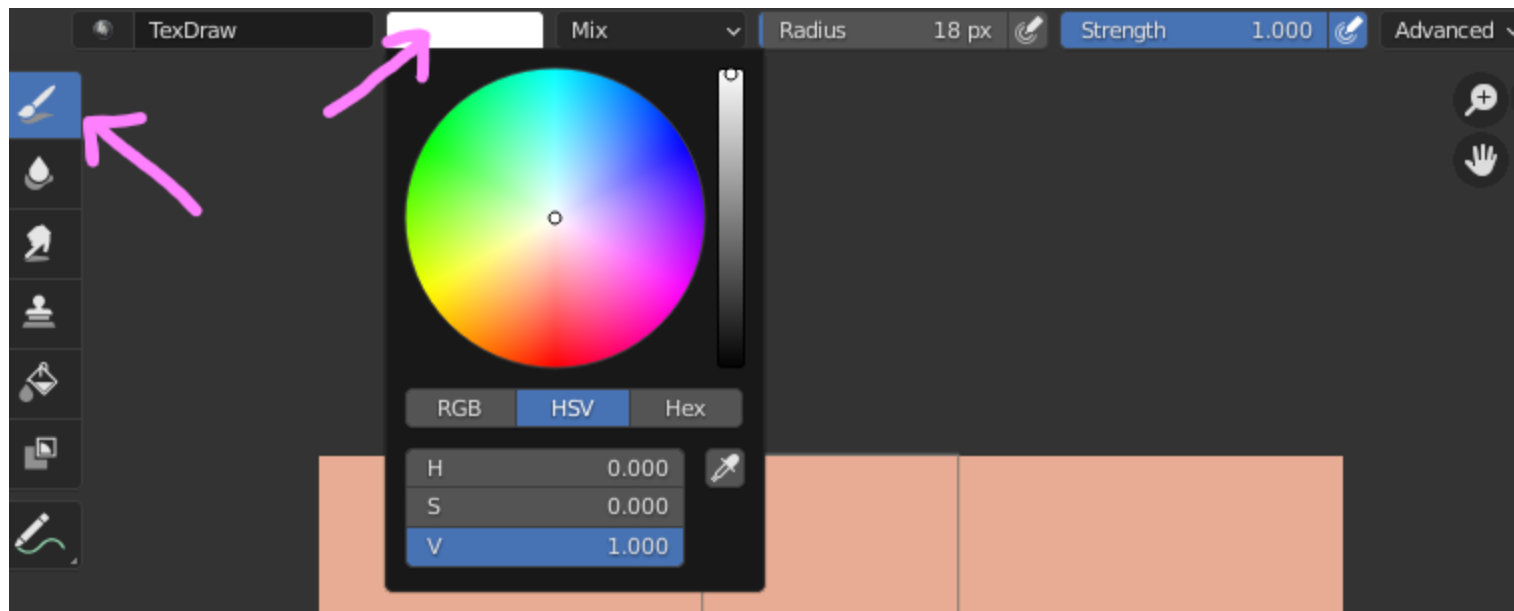 TexDraw Mix Radius 18 px Strength 1.000 Advanced
RGB HSV Hex
H 0.000
S 0.000
V 1.000